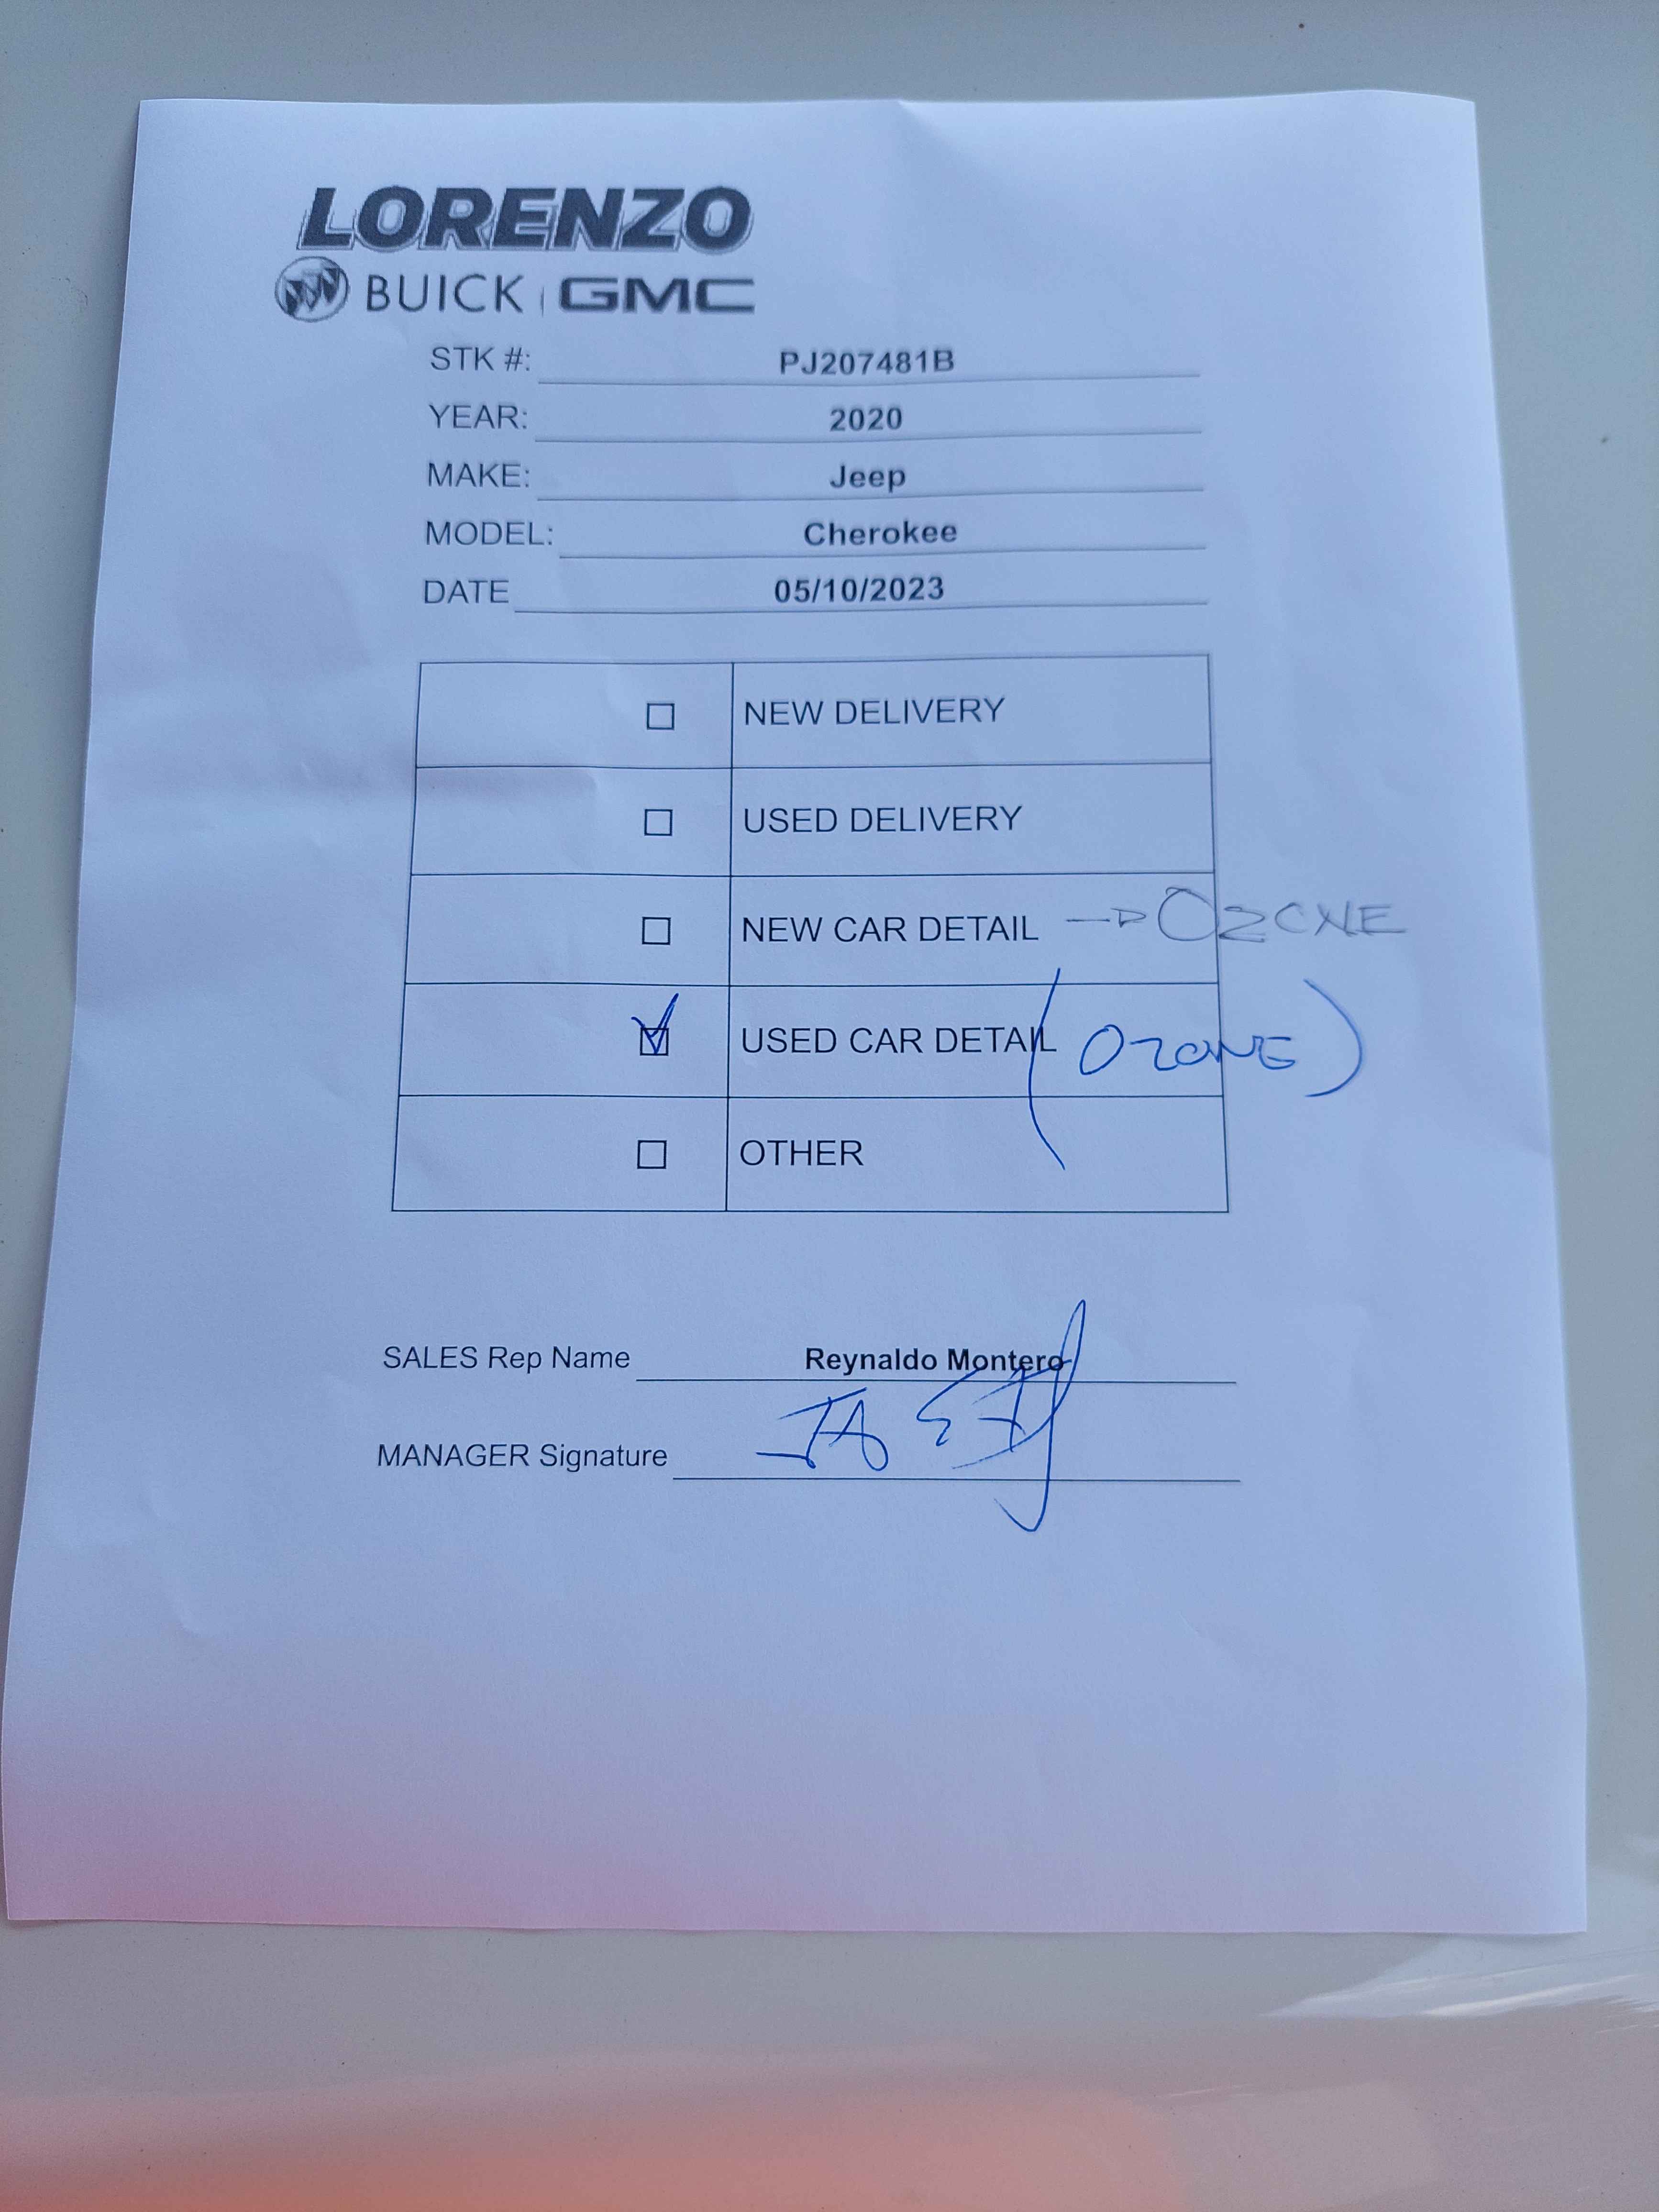 LORENZO
BUICK | GMC
STK #: PJ207481B
YEAR: 2020
MAKE: Jeep
MODEL: Cherokee
DATE 05/10/2023
NEW DELIVERY
USED DELIVERY
NEW CAR DETAIL → OZONE
USED CAR DETAIL (OZONE)
OTHER
SALES Rep Name Reynaldo Montero
MANAGER Signature